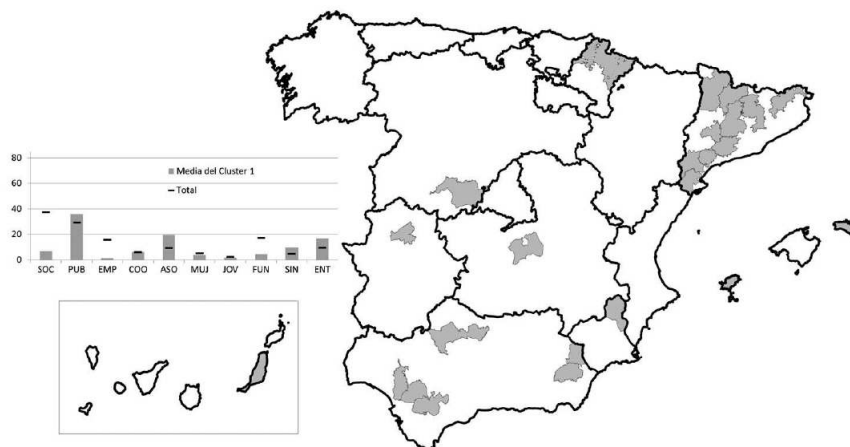 80
Media del Cluster 1
60
Total
40
20
0
SOC PUB EMP COO ASO MUJ JOV FUN SIN ENT